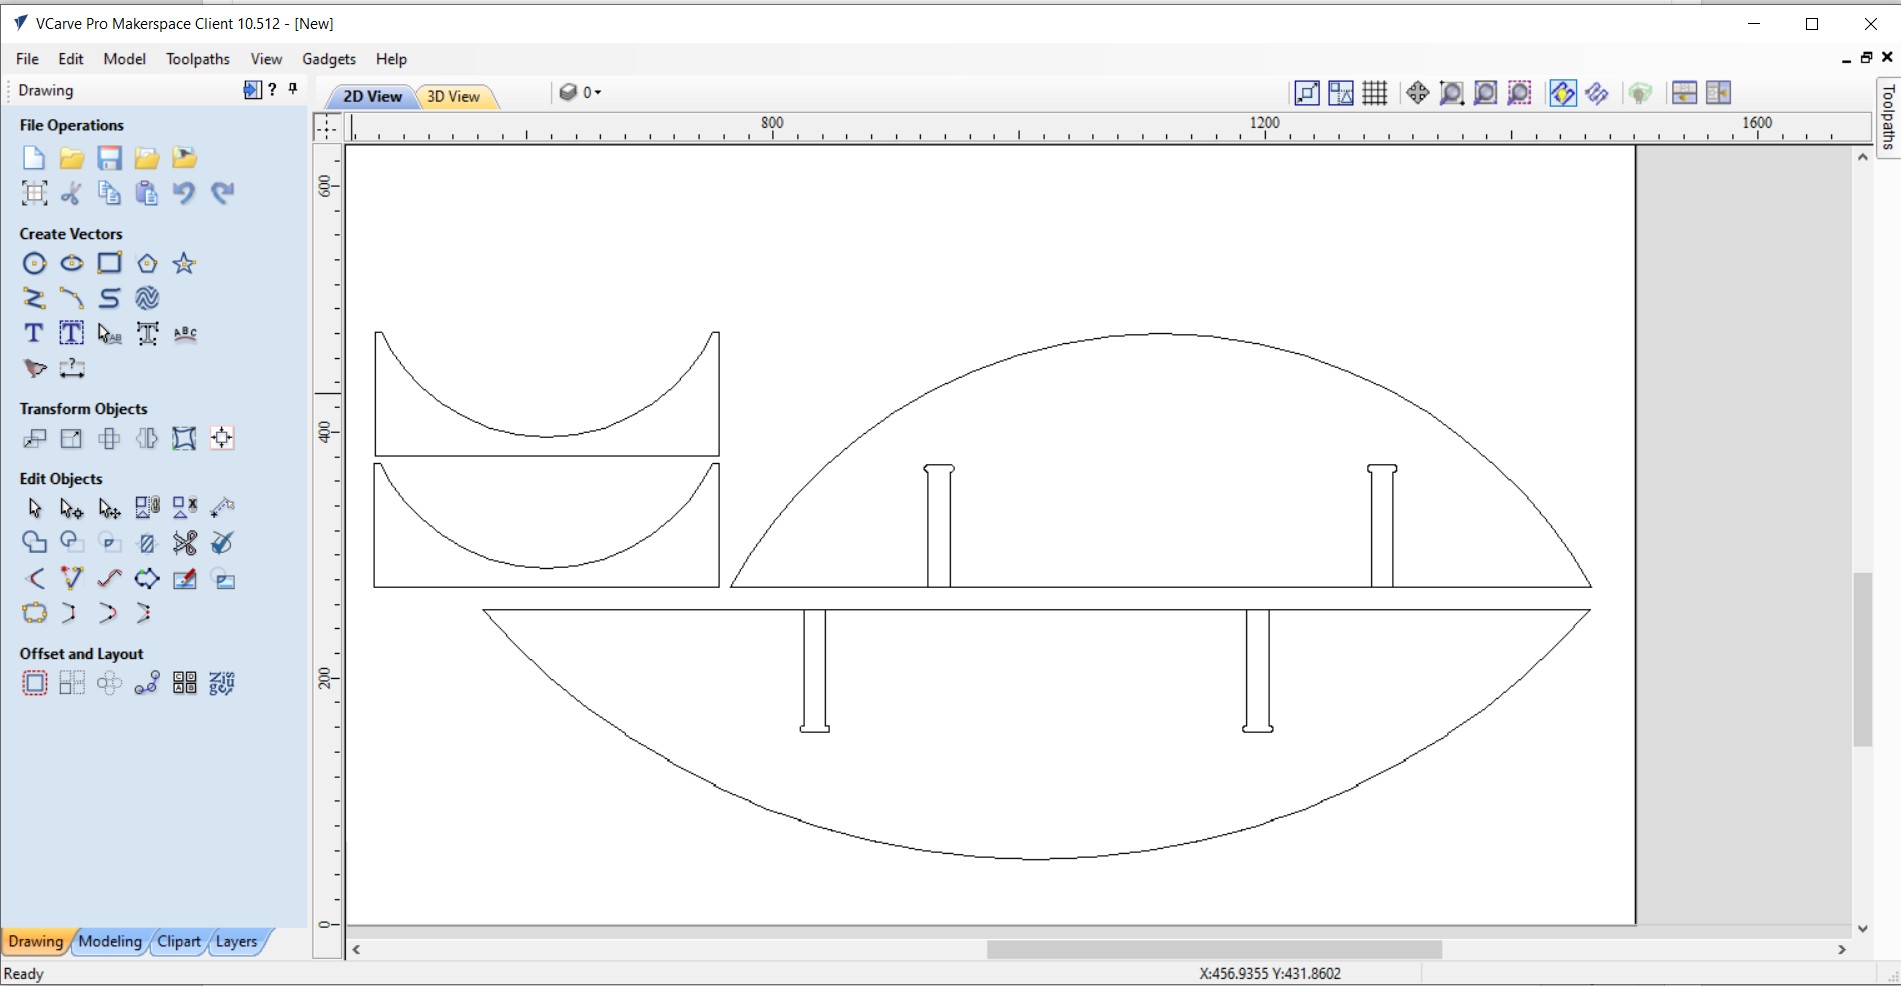 VCarve Pro Makerspace Client 10.512 - [New]
File Edit Model Toolpaths View Gadgets Help
Drawing ?
2D View 3D View 0
File Operations
800 1200 1600
Toolpaths
600
400
200
0
Create Vectors
T T AB T ABC
?
Transform Objects
Edit Objects
Offset and Layout
Drawing Modeling Clipart Layers
Ready X:456.9355 Y:431.8602